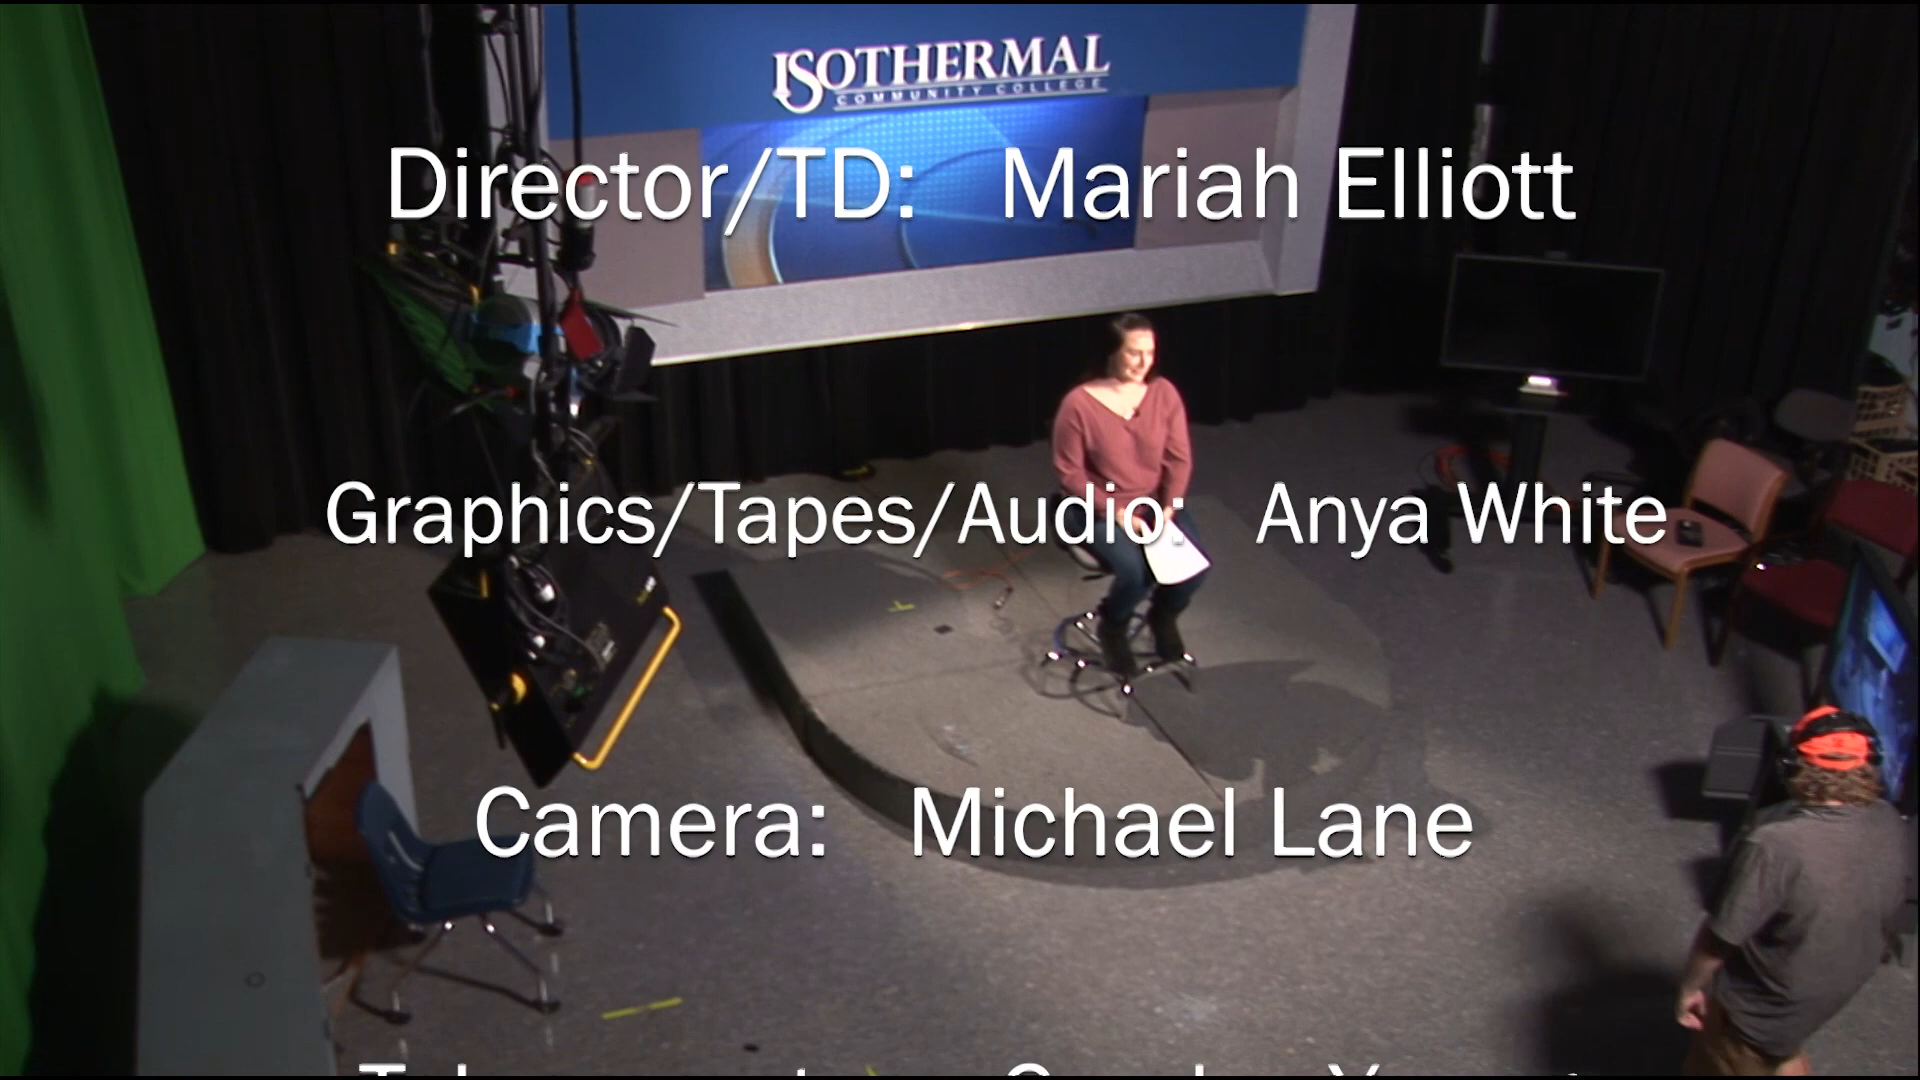 ISOTHERMAL
COMMUNITY COLLEGE
Director/TD: Mariah Elliott
Graphics/Tapes/Audio: Anya White
Camera: Michael Lane